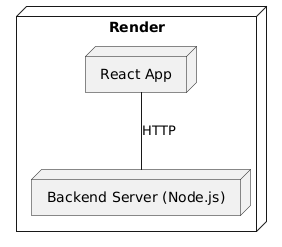 Render
React App
HTTP
Backend Server (Node.js)